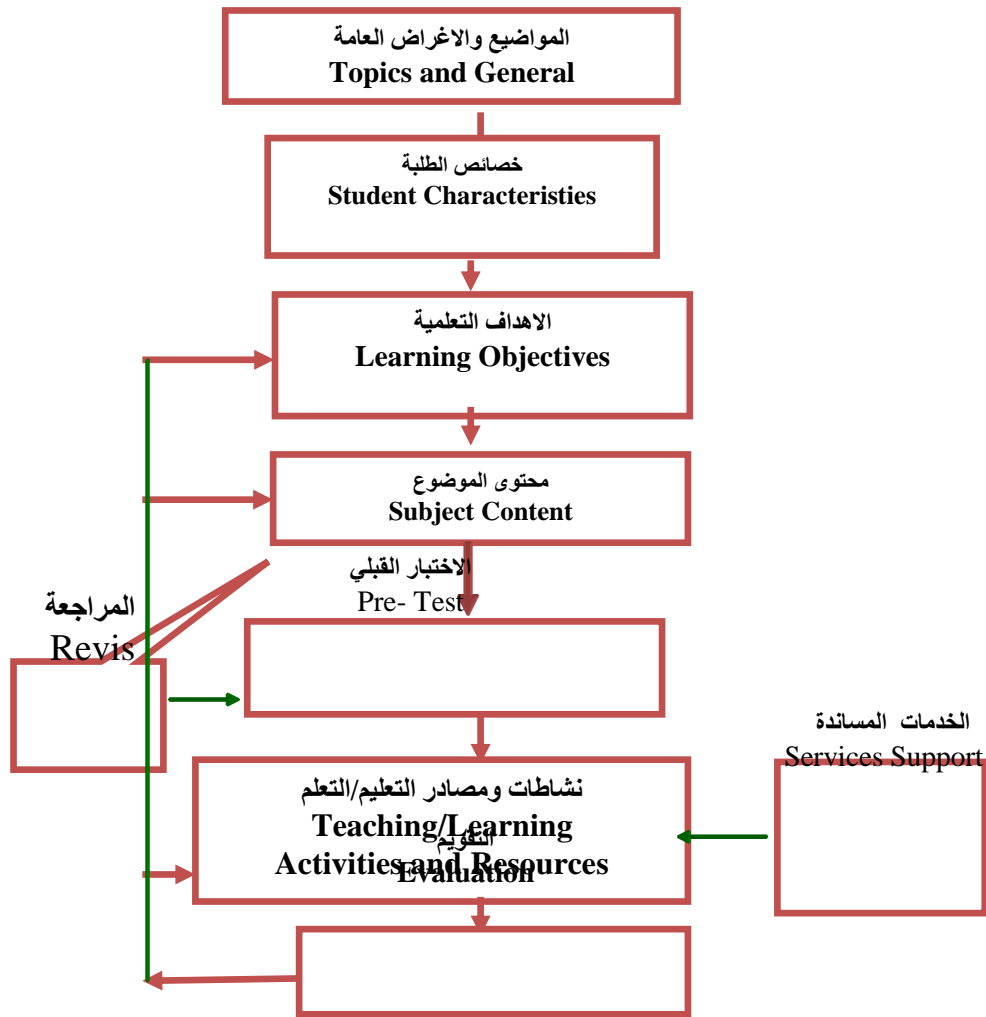 المواضيع والاغراض العامة
Topics and General
خصائص الطلبة
Student Characteristies
الاهداف التعلمية
Learning Objectives
محتوى الموضوع
Subject Content
الاختبار القبلي
Pre- Test
المراجعة
Revis
الخدمات المساندة
Services Support
نشاطات ومصادر التعليم/التعلم
Teaching/Learning
Activities and Resources
التقويم
Evaluation